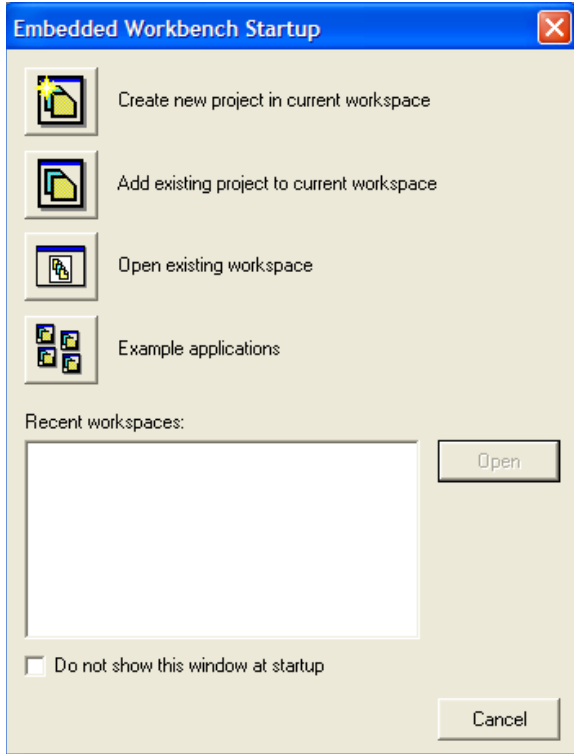 Embedded Workbench Startup
Create new project in current workspace
Add existing project to current workspace
Open existing workspace
Example applications
Recent workspaces:
Open
Do not show this window at startup
Cancel